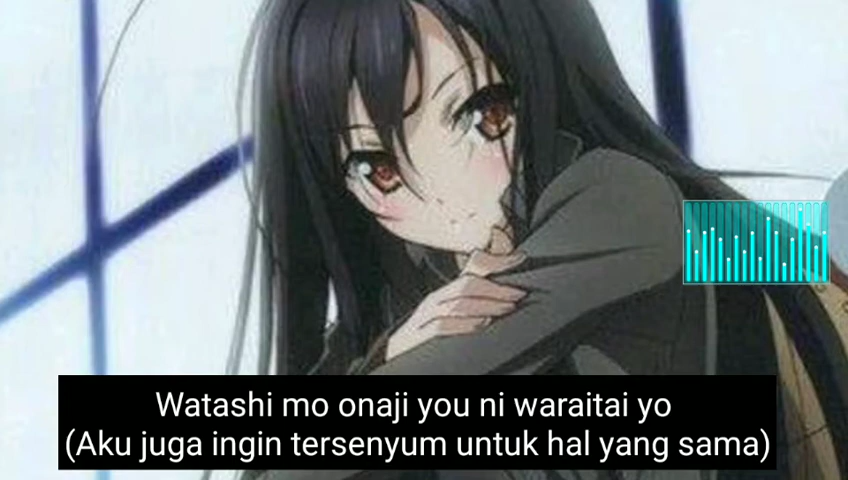 Watashi mo onaji you ni waraitai yo
(Aku juga ingin tersenyum untuk hal yang sama)